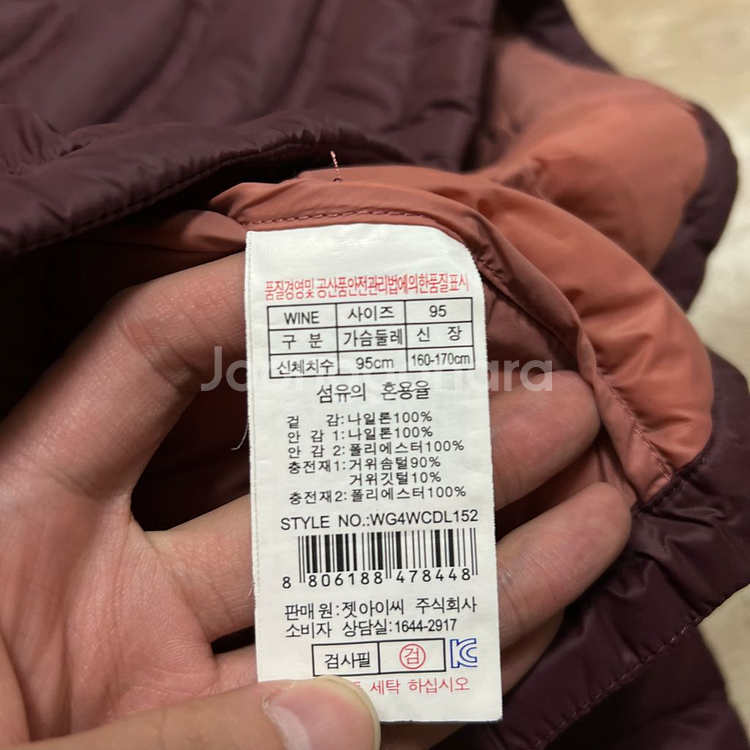 품질경영및 공산품안전관리법에의한품질표시
WINE 사이즈 95
구 분 가슴둘레 신 장
신체치수 95cm 160-170cm
섬유의 혼용율
겉 감:나일론100%
안 감 1:나일론100%
안 감 2:폴리에스터100%
충전재1:거위솜털90%
거위깃털10%
충전재2:폴리에스터100%
STYLE NO.:WG4WCDL152
8 806188 478448
판매원:젯아이씨 주식회사
소비자 상담실:1644-2917
검사필 검 KC
세탁 하십시오